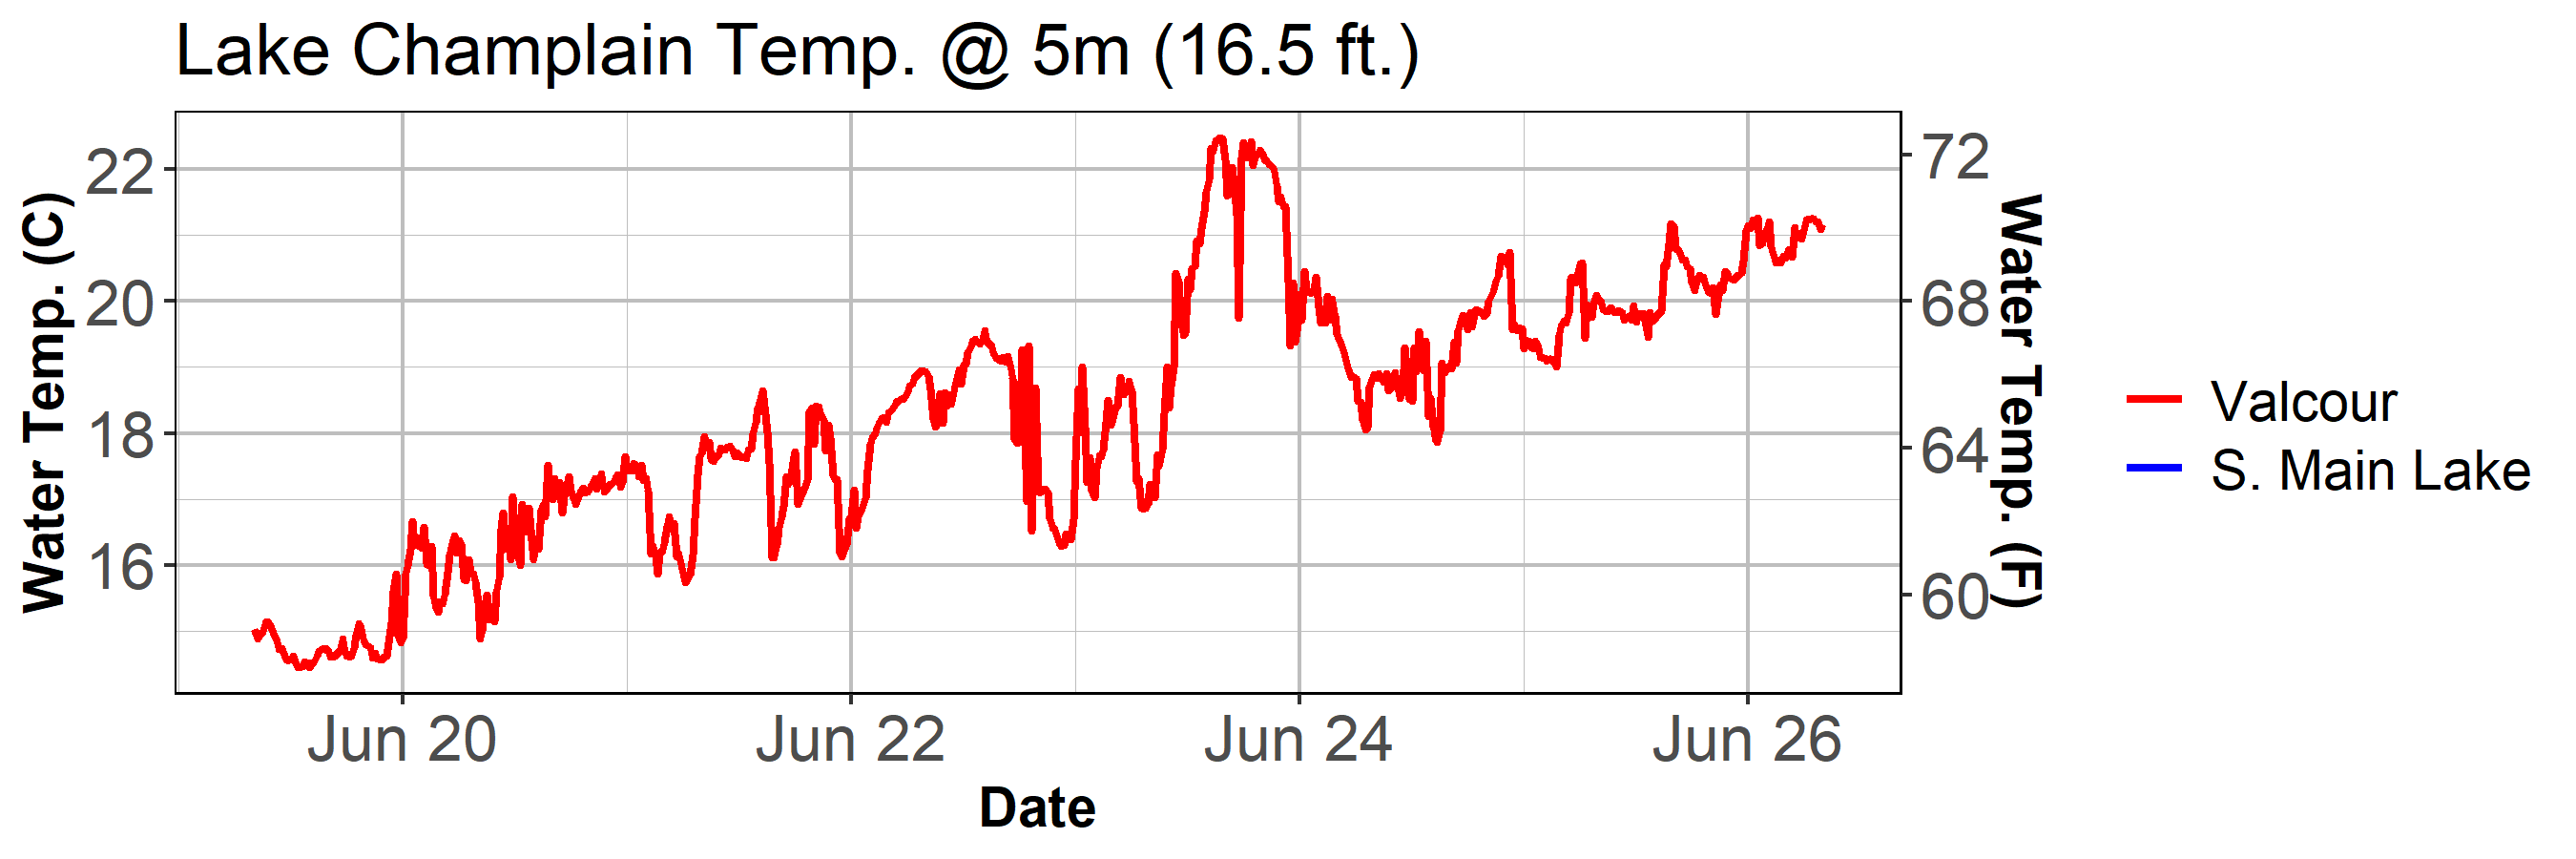 Lake Champlain Temp. @ 5m (16.5 ft.)
Water Temp. (C)
22
20
18
16
72
68
64
60
Water Temp. (F)
Jun 20
Jun 22
Jun 24
Jun 26
Date
Valcour
S. Main Lake